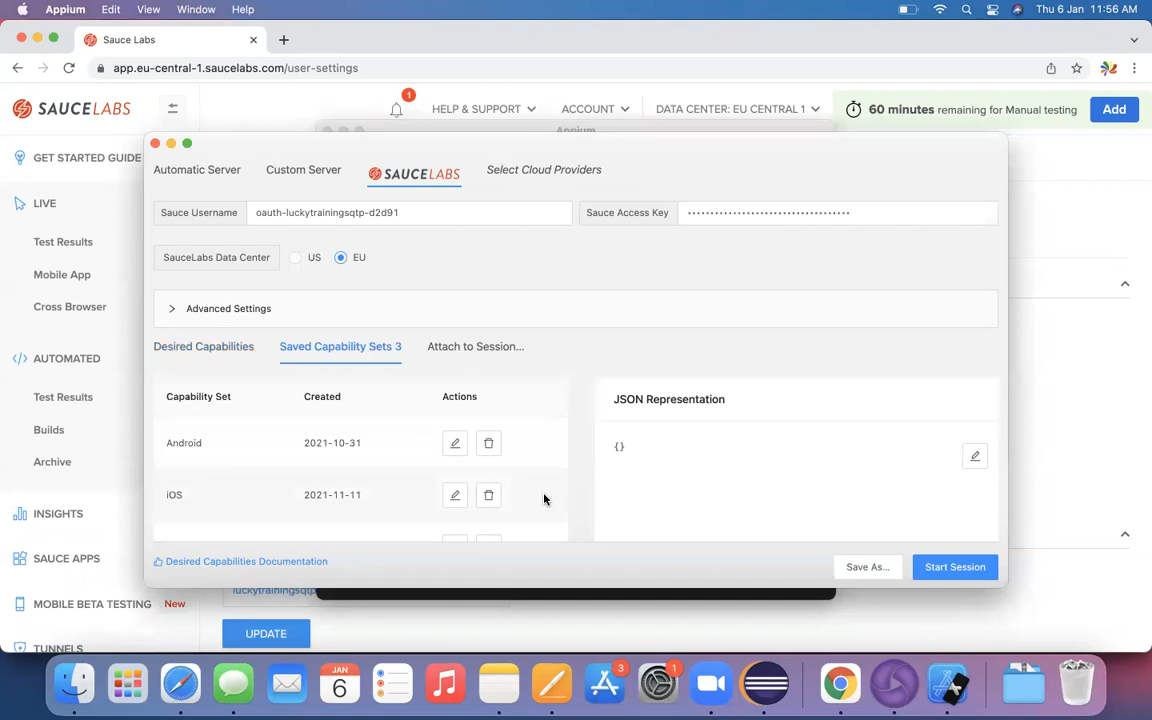 Appium Edit View Window Help Thu 6 Jan 11:56 AM
Sauce Labs
app.eu-central-1.saucelabs.com/user-settings
SAUCELABS 1 HELP & SUPPORT ACCOUNT DATA CENTER: EU CENTRAL 1 60 minutes remaining for Manual testing Add
Appium
GET STARTED GUIDE
LIVE
Test Results
Mobile App
Cross Browser
AUTOMATED
Test Results
Builds
Archive
INSIGHTS
SAUCE APPS
MOBILE BETA TESTING New
TUNNELS
Automatic Server Custom Server SAUCELABS Select Cloud Providers
Sauce Username oauth-luckytrainingsqtp-d2d91 Sauce Access Key
SauceLabs Data Center US EU
Advanced Settings
Desired Capabilities Saved Capability Sets 3 Attach to Session...
Capability Set Created Actions JSON Representation
Android 2021-10-31 {}
iOS 2021-11-11
Desired Capabilities Documentation Save As... Start Session
luckytrainingsqtp
UPDATE
JAN
6
3
1